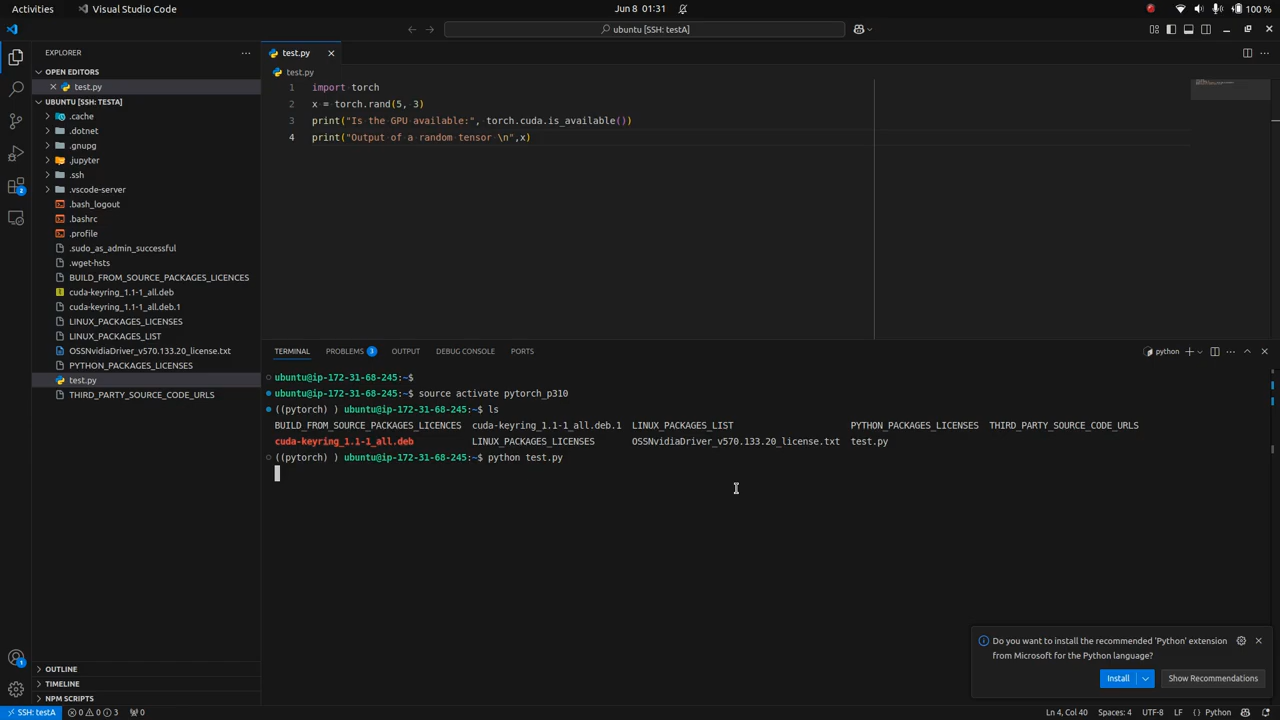 Activities
Visual Studio Code
Jun 8 01:31
100 %
ubuntu [SSH: testA]
EXPLORER
OPEN EDITORS
test.py
UBUNTU [SSH: TESTA]
.cache
.dotnet
.gnupg
.jupyter
.ssh
.vscode-server
.bash_logout
.bashrc
.profile
.sudo_as_admin_successful
.wget-hsts
BUILD_FROM_SOURCE_PACKAGES_LICENCES
cuda-keyring_1.1-1_all.deb
cuda-keyring_1.1-1_all.deb.1
LINUX_PACKAGES_LICENSES
LINUX_PACKAGES_LIST
OSSNvidiaDriver_v570.133.20_license.txt
PYTHON_PACKAGES_LICENSES
test.py
THIRD_PARTY_SOURCE_CODE_URLS
OUTLINE
TIMELINE
NPM SCRIPTS
2
1
test.py
test.py
1 import torch
2 x = torch.rand(5, 3)
3 print("Is the GPU available:", torch.cuda.is_available())
4 print("Output of a random tensor \n",x)
TERMINAL PROBLEMS 3 OUTPUT DEBUG CONSOLE PORTS
python
ubuntu@ip-172-31-68-245:~$
ubuntu@ip-172-31-68-245:~$ source activate pytorch_p310
((pytorch) ) ubuntu@ip-172-31-68-245:~$ ls
BUILD_FROM_SOURCE_PACKAGES_LICENCES cuda-keyring_1.1-1_all.deb.1 LINUX_PACKAGES_LIST PYTHON_PACKAGES_LICENSES THIRD_PARTY_SOURCE_CODE_URLS
cuda-keyring_1.1-1_all.deb LINUX_PACKAGES_LICENSES OSSNvidiaDriver_v570.133.20_license.txt test.py
((pytorch) ) ubuntu@ip-172-31-68-245:~$ python test.py
Do you want to install the recommended 'Python' extension
from Microsoft for the Python language?
Install
Show Recommendations
SSH: testA
0 0 3
0
Ln 4, Col 40
Spaces: 4
UTF-8
LF
{ } Python